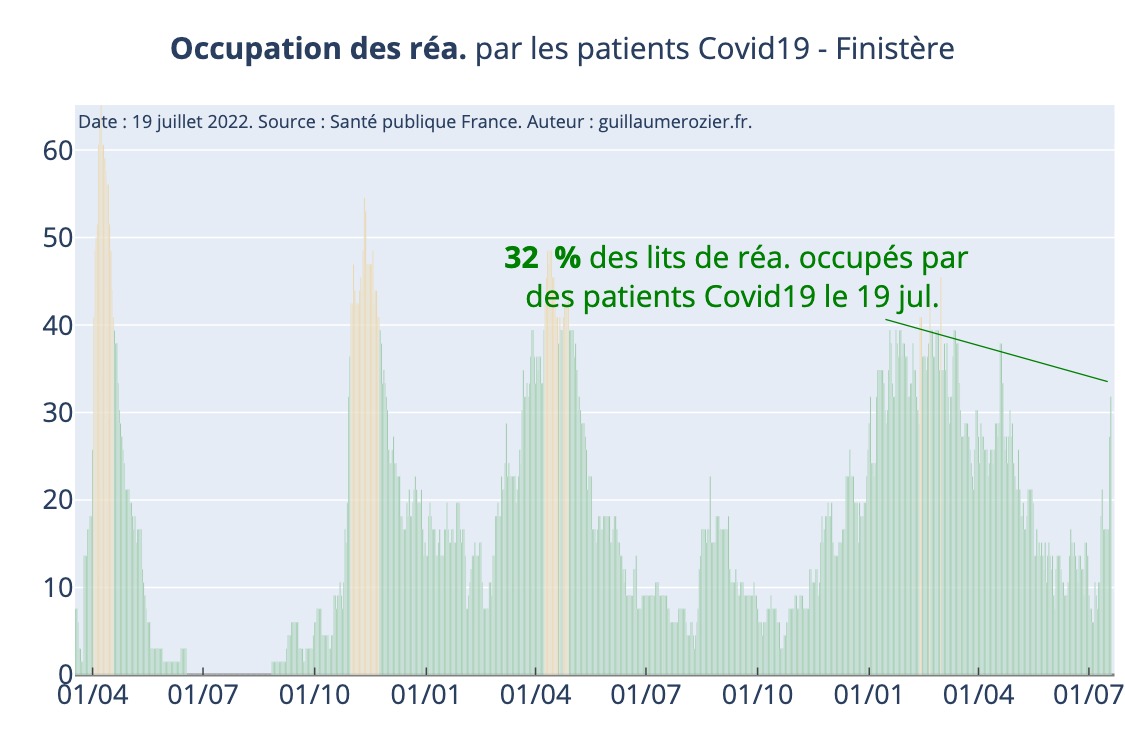 Occupation des réa. par les patients Covid19 - Finistère
Date : 19 juillet 2022. Source : Santé publique France. Auteur : guillaumerozier.fr.
60
50
32 % des lits de réa. occupés par
des patients Covid19 le 19 jul.
40
30
20
10
0
01/04 01/07 01/10 01/01 01/04 01/07 01/10 01/01 01/04 01/07